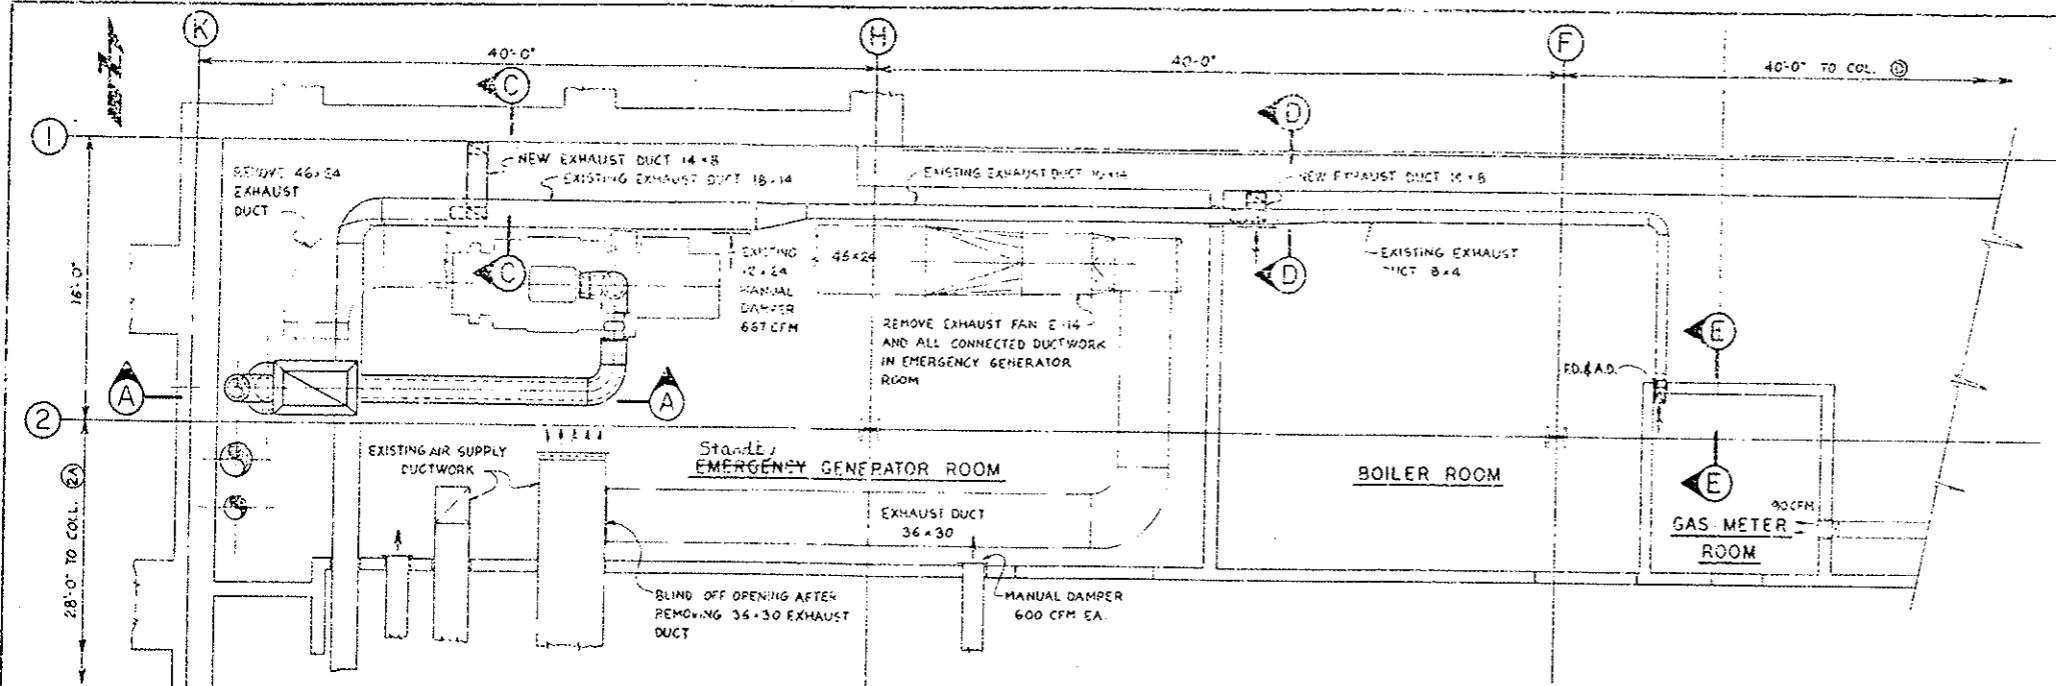 K
H
F
40'-0"
40'-0"
40'-0" TO COL. D
C
D
1
NEW EXHAUST DUCT 14×8
EXISTING EXHAUST DUCT 18×14
EXISTING EXHAUST DUCT
NEW EXHAUST DUCT 14×8
REMOVE 46×24
EXHAUST
DUCT
16'-0"
C
EXISTING
MANUAL
DAMPER
667 CFM
46×24
D
EXISTING EXHAUST
DUCT 8×4
REMOVE EXHAUST FAN E-14
AND ALL CONNECTED DUCTWORK
IN EMERGENCY GENERATOR
ROOM
E
F.D. & A.D.
A
A
2
EXISTING AIR SUPPLY
DUCTWORK
Standby
EMERGENCY GENERATOR ROOM
BOILER ROOM
E
90 CFM
GAS METER
ROOM
EXHAUST DUCT
36×30
28'-0" TO COL. 2A
BLIND OFF OPENING AFTER
REMOVING 36×30 EXHAUST
DUCT
MANUAL DAMPER
600 CFM EA.